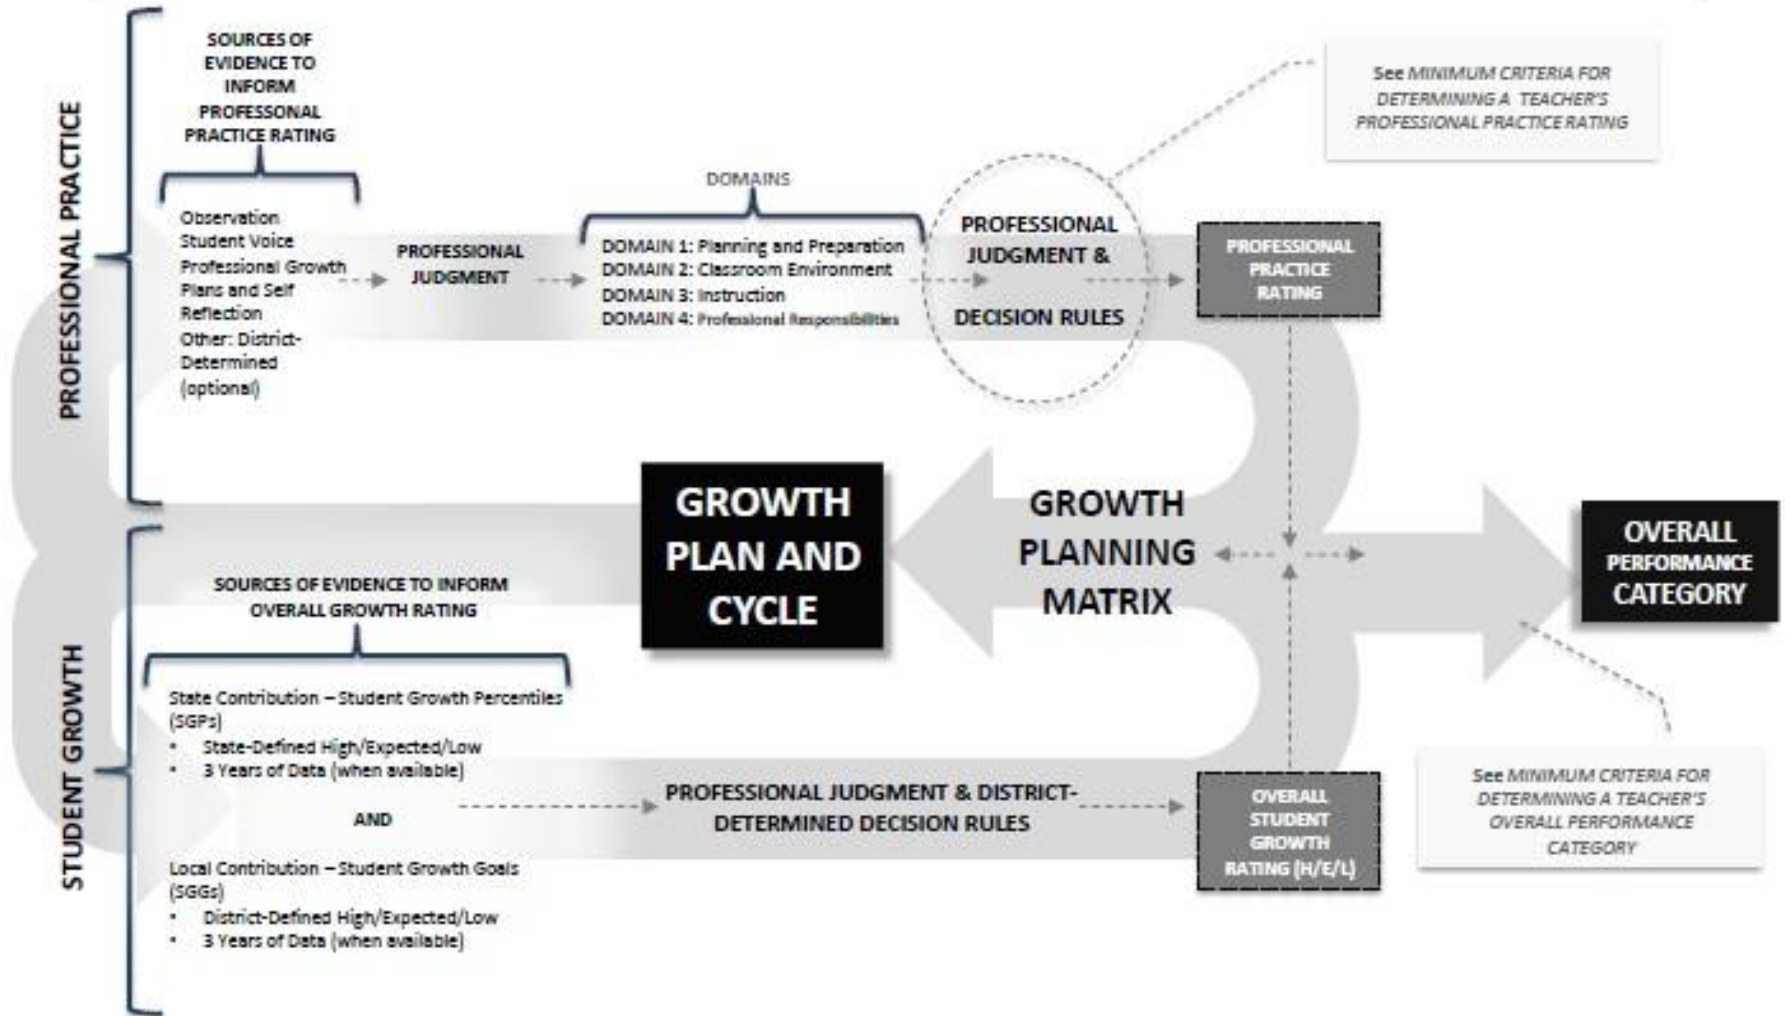 PROFESSIONAL PRACTICE
SOURCES OF
EVIDENCE TO
INFORM
PROFESSONAL
PRACTICE RATING
Observation
Student Voice
Professional Growth
Plans and Self
Reflection
Other: District-
Determined
(optional)
PROFESSIONAL
JUDGMENT
DOMAINS
DOMAIN 1: Planning and Preparation
DOMAIN 2: Classroom Environment
DOMAIN 3: Instruction
DOMAIN 4: Professional Responsibilities
PROFESSIONAL
JUDGMENT &
DECISION RULES
See MINIMUM CRITERIA FOR
DETERMINING A TEACHER'S
PROFESSIONAL PRACTICE RATING
PROFESSIONAL
PRACTICE
RATING
GROWTH
PLAN AND
CYCLE
GROWTH
PLANNING
MATRIX
OVERALL
PERFORMANCE
CATEGORY
STUDENT GROWTH
SOURCES OF EVIDENCE TO INFORM
OVERALL GROWTH RATING
State Contribution – Student Growth Percentiles
(SGPs)
• State-Defined High/Expected/Low
• 3 Years of Data (when available)
AND
Local Contribution – Student Growth Goals
(SGGs)
• District-Defined High/Expected/Low
• 3 Years of Data (when available)
PROFESSIONAL JUDGMENT & DISTRICT-
DETERMINED DECISION RULES
OVERALL
STUDENT
GROWTH
RATING (H/E/L)
See MINIMUM CRITERIA FOR
DETERMINING A TEACHER'S
OVERALL PERFORMANCE
CATEGORY